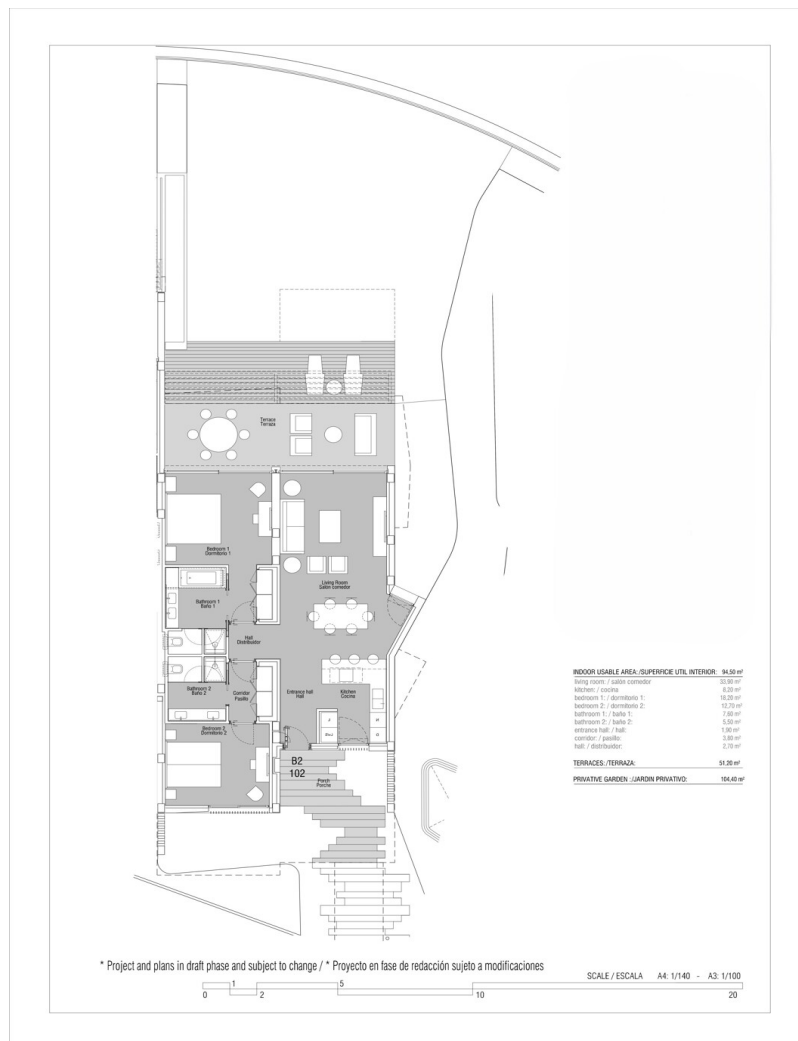 Terrace
Terraza
Bedroom 1
Dormitorio 1
Living Room
Salón comedor
Bathroom 1
Baño 1
Hall
Distribuidor
Bathroom 2
Baño 2
Corridor
Pasillo
Entrance hall
Hall
Kitchen
Cocina
Bedroom 2
Dormitorio 2
B2
102
Porch
Porche
INDOOR USABLE AREA:/SUPERFICIE UTIL INTERIOR: 94,50 m²
living room: / salón comedor 33,90 m²
kitchen: / cocina 8,20 m²
bedroom 1: / dormitorio 1: 18,20 m²
bedroom 2: / dormitorio 2: 12,70 m²
bathroom 1: / baño 1: 7,60 m²
bathroom 2: / baño 2: 5,50 m²
entrance hall: / hall: 1,90 m²
corridor: / pasillo: 3,80 m²
hall: / distribuidor: 2,70 m²
TERRACES:/TERRAZA: 51,20 m²
PRIVATIVE GARDEN :/JARDIN PRIVATIVO: 104,40 m²
* Project and plans in draft phase and subject to change / * Proyecto en fase de redacción sujeto a modificaciones
SCALE / ESCALA A4: 1/140 - A3: 1/100
0 1 2 5 10 20